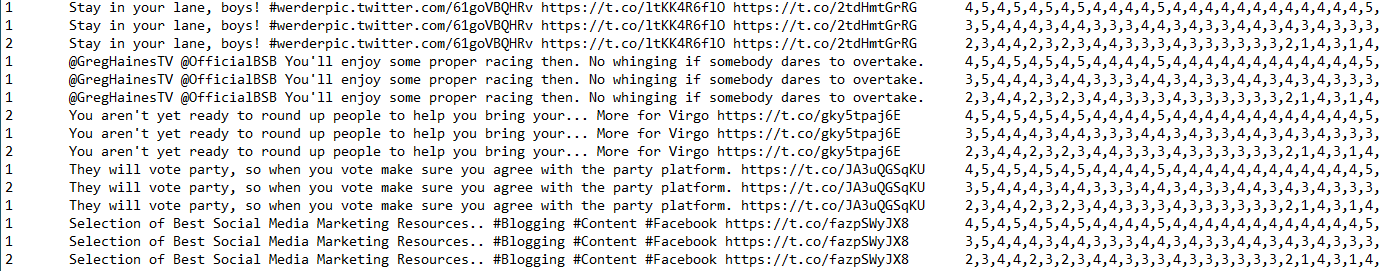 1 Stay in your lane, boys! #werderpic.twitter.com/61goVBQHRv https://t.co/ltKK4R6flO https://t.co/2tdHmtGrRG 4,5,4,5,4,5,4,5,4,4,4,4,5,4,4,4,4,4,4,4,4,4,4,4,4,5,
1 Stay in your lane, boys! #werderpic.twitter.com/61goVBQHRv https://t.co/ltKK4R6flO https://t.co/2tdHmtGrRG 3,5,4,4,4,3,4,4,3,3,3,4,3,4,3,3,3,4,4,3,4,3,4,3,3,3,
2 Stay in your lane, boys! #werderpic.twitter.com/61goVBQHRv https://t.co/ltKK4R6flO https://t.co/2tdHmtGrRG 2,3,4,4,2,3,2,3,4,4,3,3,3,4,3,3,3,3,3,3,2,1,4,3,1,4,
1 @GregHainesTV @OfficialBSB You'll enjoy some proper racing then. No whinging if somebody dares to overtake. 4,5,4,5,4,5,4,5,4,4,4,4,5,4,4,4,4,4,4,4,4,4,4,4,4,5,
1 @GregHainesTV @OfficialBSB You'll enjoy some proper racing then. No whinging if somebody dares to overtake. 3,5,4,4,4,3,4,4,3,3,3,4,3,4,3,3,3,4,4,3,4,3,4,3,3,3,
1 @GregHainesTV @OfficialBSB You'll enjoy some proper racing then. No whinging if somebody dares to overtake. 2,3,4,4,2,3,2,3,4,4,3,3,3,4,3,3,3,3,3,3,2,1,4,3,1,4,
2 You aren't yet ready to round up people to help you bring your... More for Virgo https://t.co/gky5tpaj6E 4,5,4,5,4,5,4,5,4,4,4,4,5,4,4,4,4,4,4,4,4,4,4,4,4,5,
1 You aren't yet ready to round up people to help you bring your... More for Virgo https://t.co/gky5tpaj6E 3,5,4,4,4,3,4,4,3,3,3,4,3,4,3,3,3,4,4,3,4,3,4,3,3,3,
2 You aren't yet ready to round up people to help you bring your... More for Virgo https://t.co/gky5tpaj6E 2,3,4,4,2,3,2,3,4,4,3,3,3,4,3,3,3,3,3,3,2,1,4,3,1,4,
1 They will vote party, so when you vote make sure you agree with the party platform. https://t.co/JA3uQGSqKU 4,5,4,5,4,5,4,5,4,4,4,4,5,4,4,4,4,4,4,4,4,4,4,4,4,5,
2 They will vote party, so when you vote make sure you agree with the party platform. https://t.co/JA3uQGSqKU 3,5,4,4,4,3,4,4,3,3,3,4,3,4,3,3,3,4,4,3,4,3,4,3,3,3,
1 They will vote party, so when you vote make sure you agree with the party platform. https://t.co/JA3uQGSqKU 2,3,4,4,2,3,2,3,4,4,3,3,3,4,3,3,3,3,3,3,2,1,4,3,1,4,
1 Selection of Best Social Media Marketing Resources.. #Blogging #Content #Facebook https://t.co/fazpSWyJX8 4,5,4,5,4,5,4,5,4,4,4,4,5,4,4,4,4,4,4,4,4,4,4,4,4,5,
1 Selection of Best Social Media Marketing Resources.. #Blogging #Content #Facebook https://t.co/fazpSWyJX8 3,5,4,4,4,3,4,4,3,3,3,4,3,4,3,3,3,4,4,3,4,3,4,3,3,3,
2 Selection of Best Social Media Marketing Resources.. #Blogging #Content #Facebook https://t.co/fazpSWyJX8 2,3,4,4,2,3,2,3,4,4,3,3,3,4,3,3,3,3,3,3,2,1,4,3,1,4,